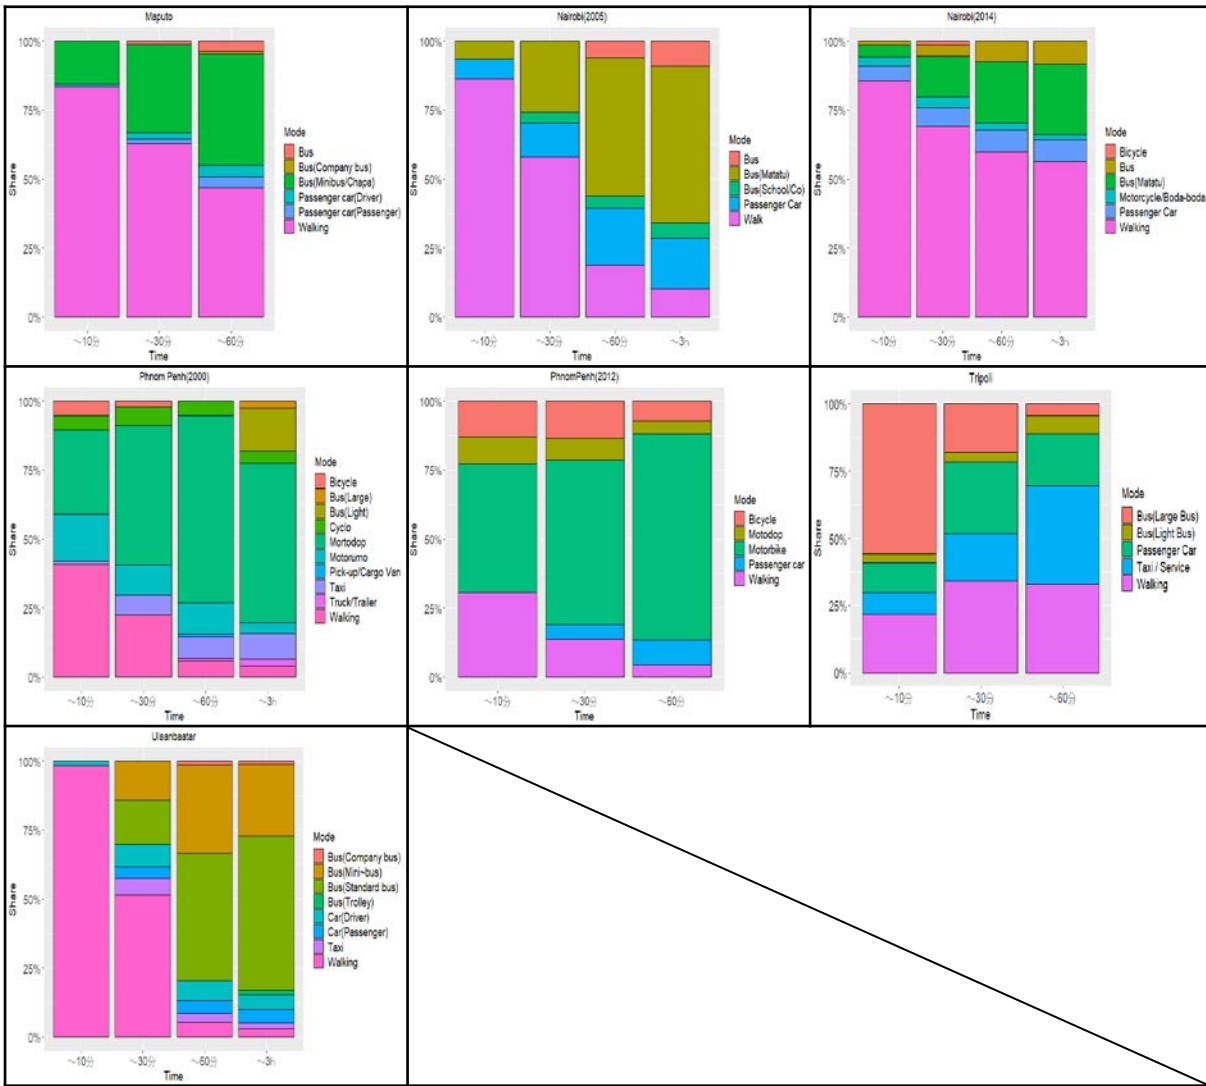 Maputo
100%
75%
50%
25%
0%
Share
~10分
~30分
~60分
Time
Mode
Bus
Bus(Company bus)
Bus(Minibus/Chapa)
Passenger car(Driver)
Passenger car(Passenger)
Walking
Nairobi(2005)
100%
75%
50%
25%
0%
Share
~10分
~30分
~60分
~3h
Time
Mode
Bus
Bus(Matatu)
Bus(School/Co)
Passenger Car
Walk
Nairobi(2014)
100%
75%
50%
25%
0%
Share
~10分
~30分
~60分
~3h
Time
Mode
Bicycle
Bus
Bus(Matatu)
Motorcycle/Boda-boda
Passenger Car
Walking
Phnom Penh(2000)
100%
75%
50%
25%
0%
Share
~10分
~30分
~60分
~3h
Time
Mode
Bicycle
Bus(Large)
Bus(Light)
Cyclo
Mortodop
Motorumo
Pick-up/Cargo Van
Taxi
Truck/Trailer
Walking
PhnomPenh(2012)
100%
75%
50%
25%
0%
Share
~10分
~30分
~60分
Time
Mode
Bicycle
Motodop
Motorbike
Passenger car
Walking
Tripoli
100%
75%
50%
25%
0%
Share
~10分
~30分
~60分
Time
Mode
Bus(Large Bus)
Bus(Light Bus)
Passenger Car
Taxi / Service
Walking
Ulaanbaatar
100%
75%
50%
25%
0%
Share
~10分
~30分
~60分
~3h
Time
Mode
Bus(Company bus)
Bus(Mini~bus)
Bus(Standard bus)
Bus(Trolley)
Car(Driver)
Car(Passenger)
Taxi
Walking